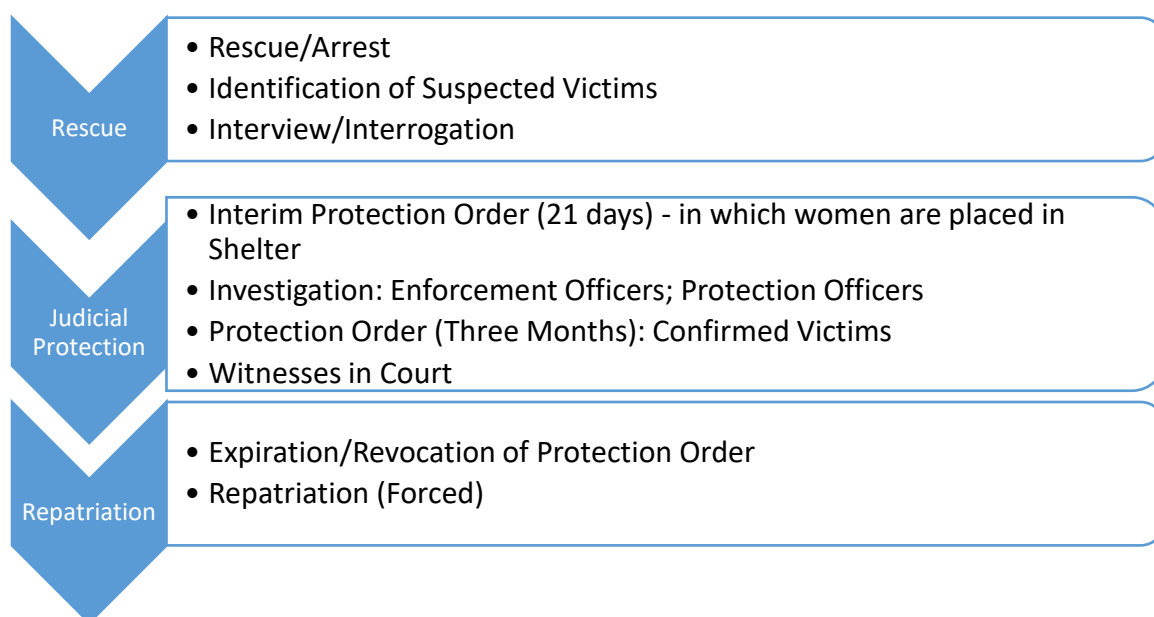 Rescue
• Rescue/Arrest
• Identification of Suspected Victims
• Interview/Interrogation
Judicial
Protection
• Interim Protection Order (21 days) - in which women are placed in
Shelter
• Investigation: Enforcement Officers; Protection Officers
• Protection Order (Three Months): Confirmed Victims
• Witnesses in Court
Repatriation
• Expiration/Revocation of Protection Order
• Repatriation (Forced)